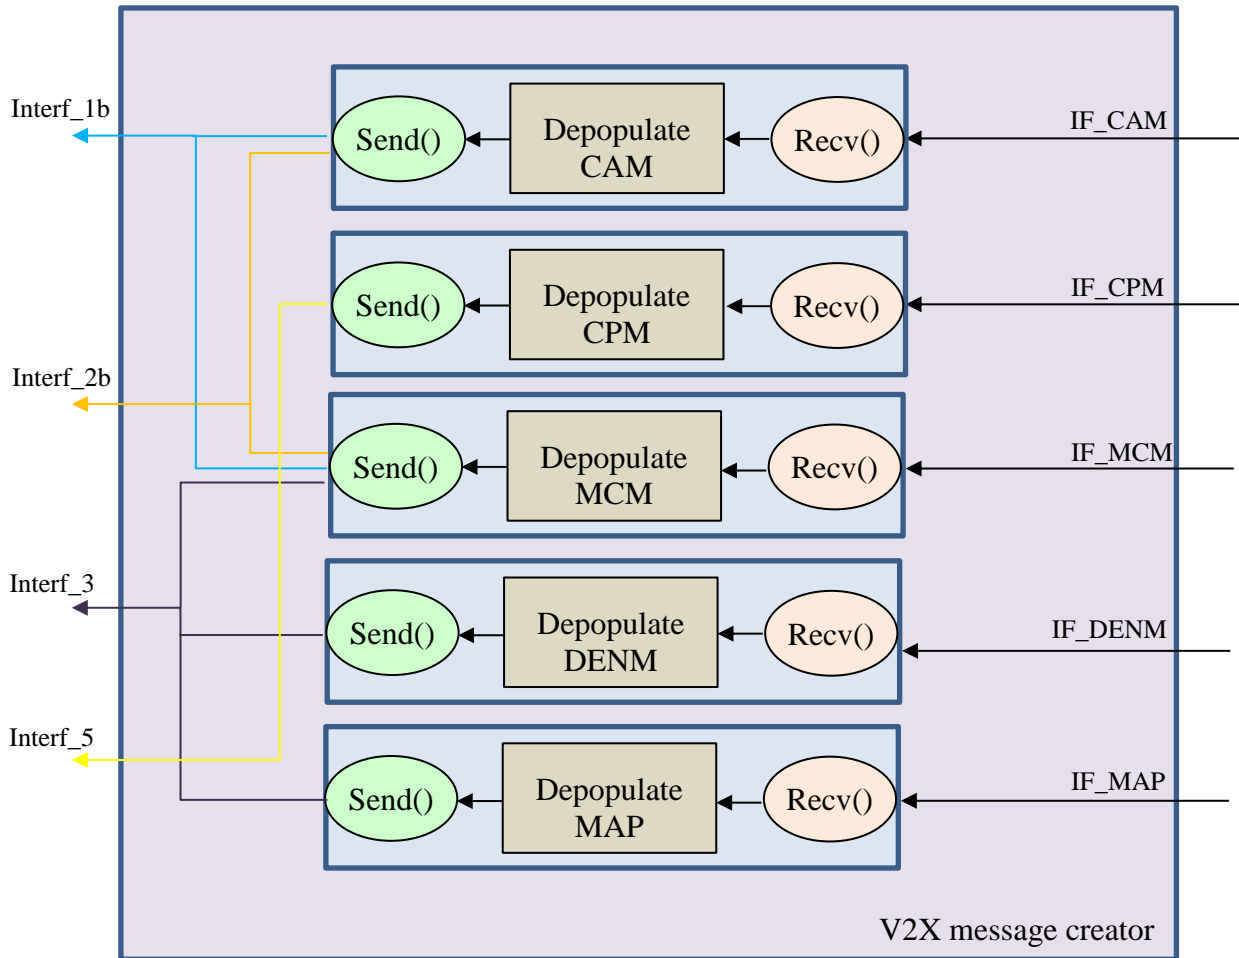 Interf_1b
Send()
Depopulate
CAM
Recv()
IF_CAM
Send()
Depopulate
CPM
Recv()
IF_CPM
Interf_2b
Send()
Depopulate
MCM
Recv()
IF_MCM
Interf_3
Send()
Depopulate
DENM
Recv()
IF_DENM
Interf_5
Send()
Depopulate
MAP
Recv()
IF_MAP
V2X message creator